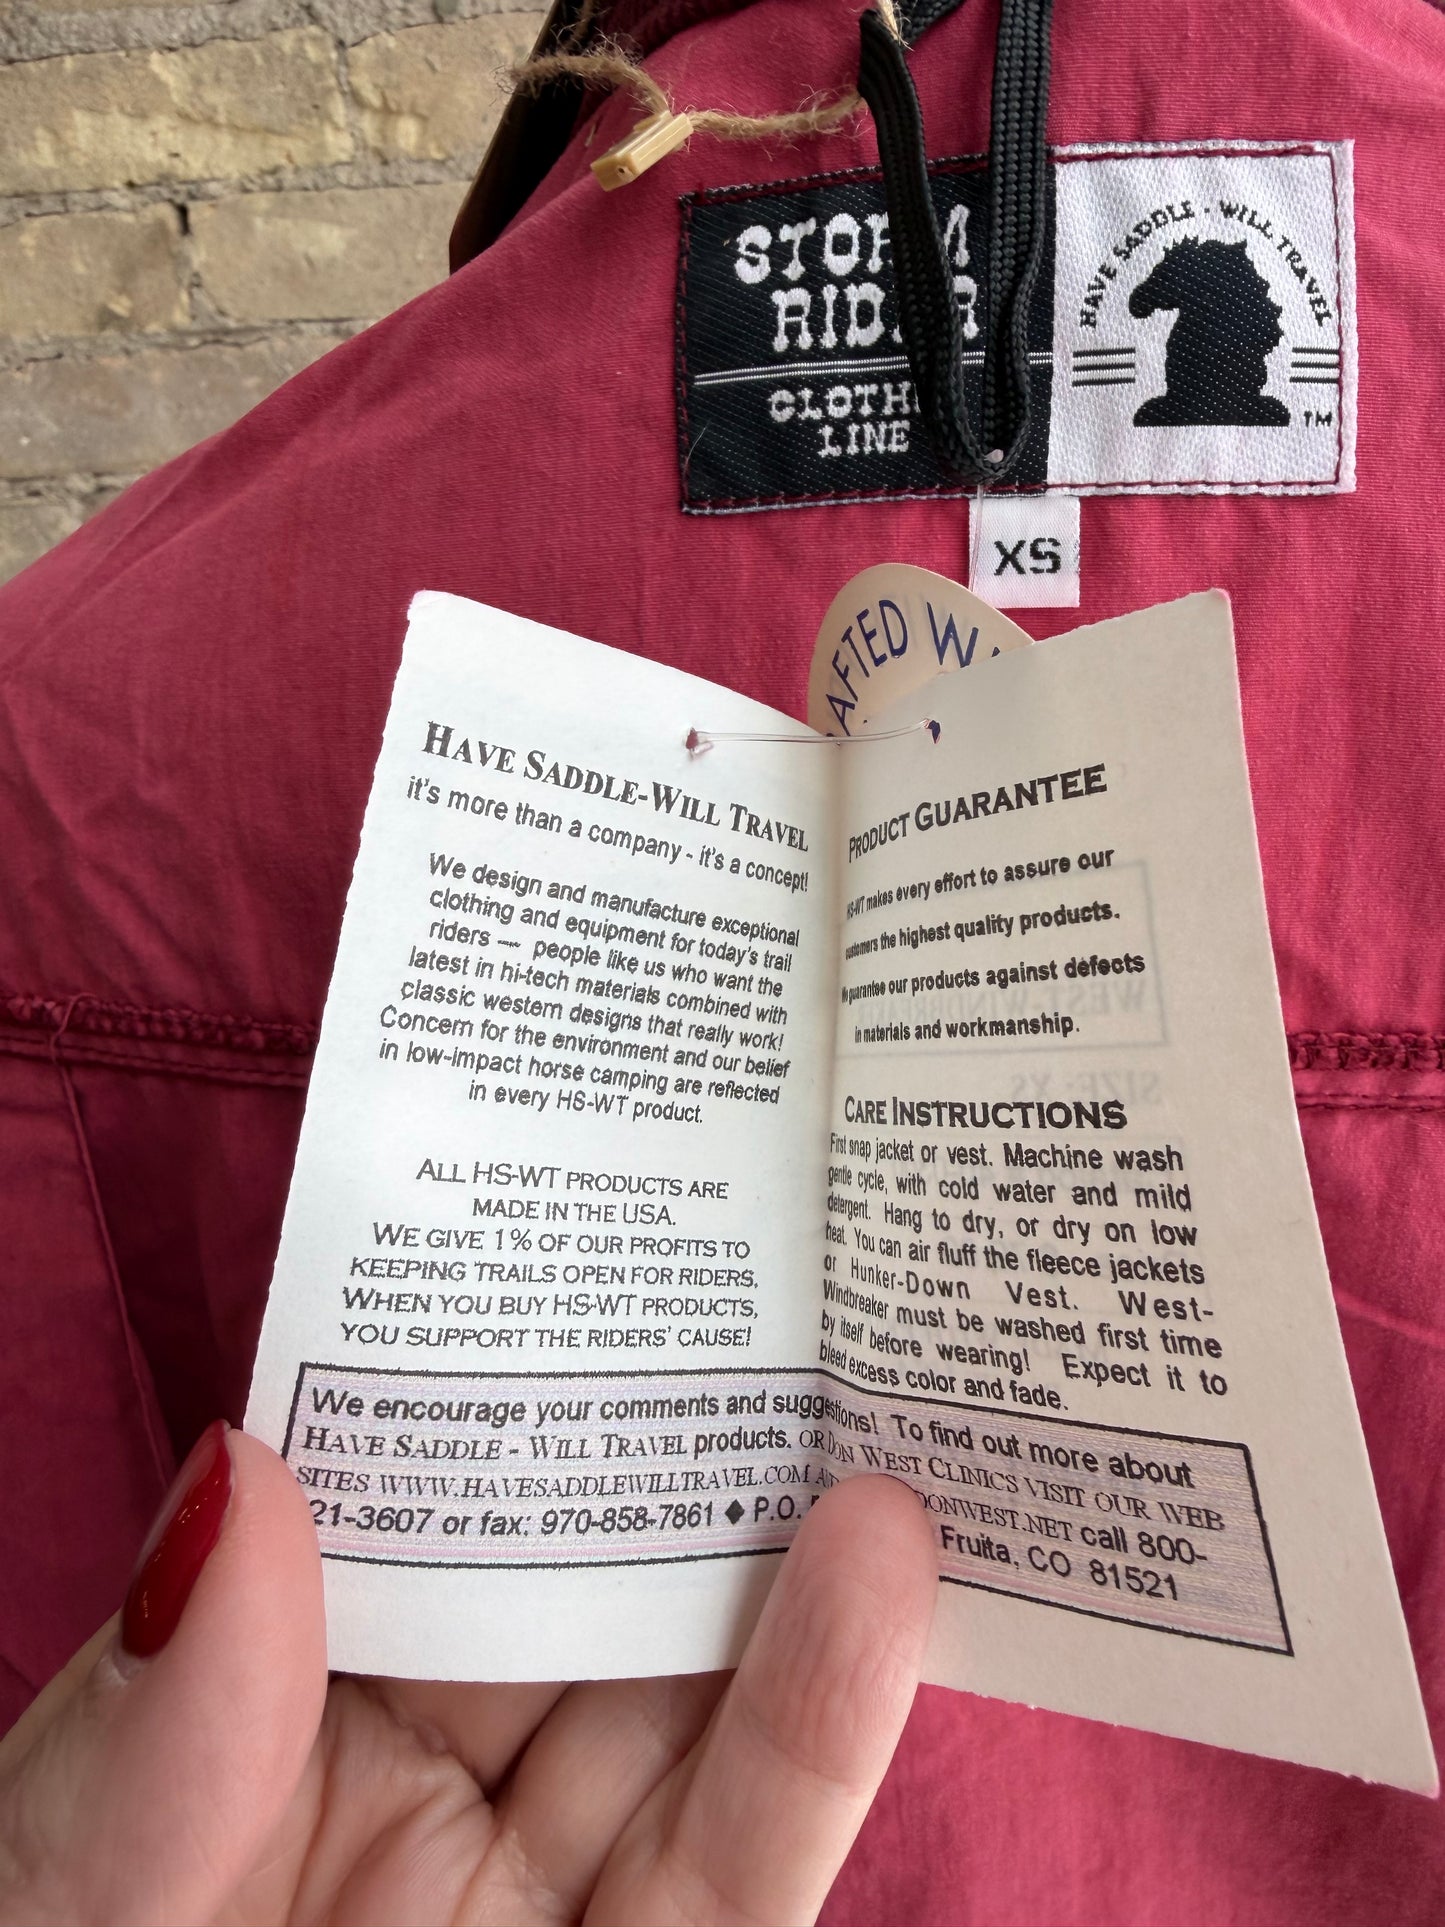 STORM
RIDER
CLOTHI
LINE
HAVE SADDLE · WILL TRAVEL
TM
XS
AFTED W
HAVE SADDLE-WILL TRAVEL
it's more than a company - it's a concept!
We design and manufacture exceptional
clothing and equipment for today's trail
riders — people like us who want the
latest in hi-tech materials combined with
classic western designs that really work!
Concern for the environment and our belief
in low-impact horse camping are reflected
in every HS-WT product.
ALL HS-WT PRODUCTS ARE
MADE IN THE USA.
WE GIVE 1% OF OUR PROFITS TO
KEEPING TRAILS OPEN FOR RIDERS.
WHEN YOU BUY HS-WT PRODUCTS,
YOU SUPPORT THE RIDERS' CAUSE!
PRODUCT GUARANTEE
HS-WT makes every effort to assure our
customers the highest quality products.
We guarantee our products against defects
in materials and workmanship.
CARE INSTRUCTIONS
First snap jacket or vest. Machine wash
gentle cycle, with cold water and mild
detergent. Hang to dry, or dry on low
heat. You can air fluff the fleece jackets
or Hunker-Down Vest. West-
Windbreaker must be washed first time
by itself before wearing! Expect it to
bleed excess color and fade.
We encourage your comments and suggestions! To find out more about
HAVE SADDLE - WILL TRAVEL products. OR DON WEST CLINICS VISIT OUR WEB
SITES WWW.HAVESADDLEWILLTRAVEL.COM DONWEST.NET call 800-
21-3607 or fax: 970-858-7861 ♦ P.O. Fruita, CO 81521